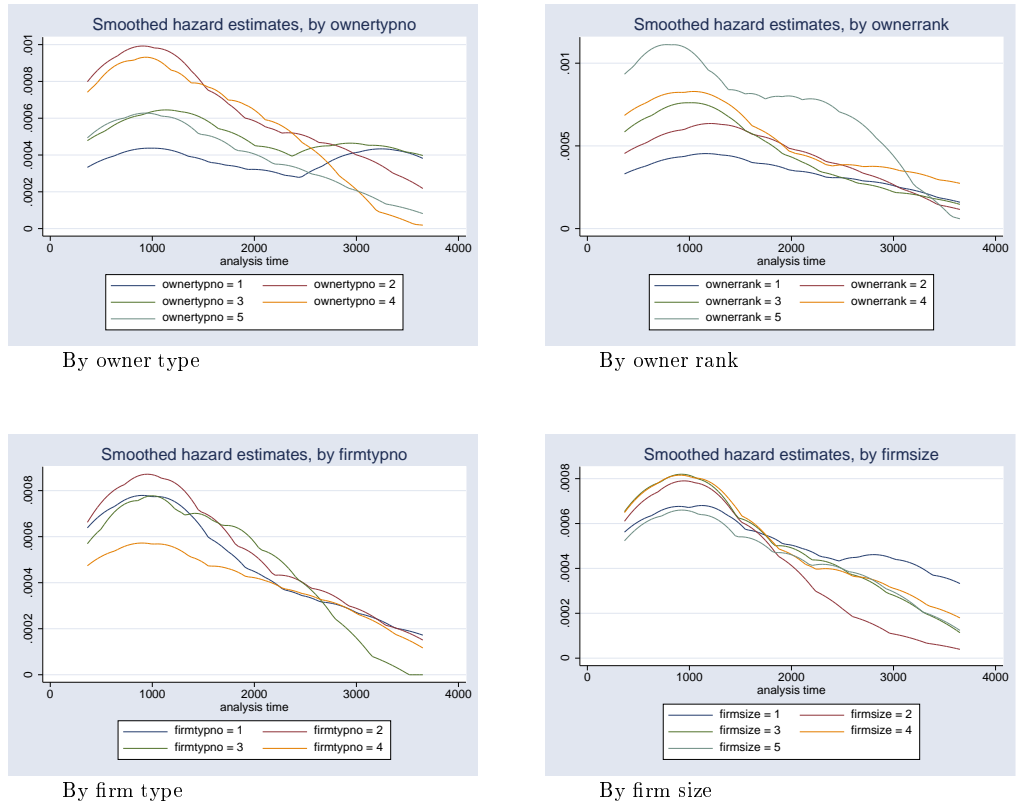 Smoothed hazard estimates, by ownertypno
0 .0002 .0004 .0006 .0008 .001
0 1000 2000 3000 4000
analysis time
ownertypno = 1 ownertypno = 2
ownertypno = 3 ownertypno = 4
ownertypno = 5
By owner type
Smoothed hazard estimates, by ownerrank
0 .0005 .001
0 1000 2000 3000 4000
analysis time
ownerrank = 1 ownerrank = 2
ownerrank = 3 ownerrank = 4
ownerrank = 5
By owner rank
Smoothed hazard estimates, by firmtypno
0 .0002 .0004 .0006 .0008
0 1000 2000 3000 4000
analysis time
firmtypno = 1 firmtypno = 2
firmtypno = 3 firmtypno = 4
By firm type
Smoothed hazard estimates, by firmsize
0 .0002 .0004 .0006 .0008
0 1000 2000 3000 4000
analysis time
firmsize = 1 firmsize = 2
firmsize = 3 firmsize = 4
firmsize = 5
By firm size